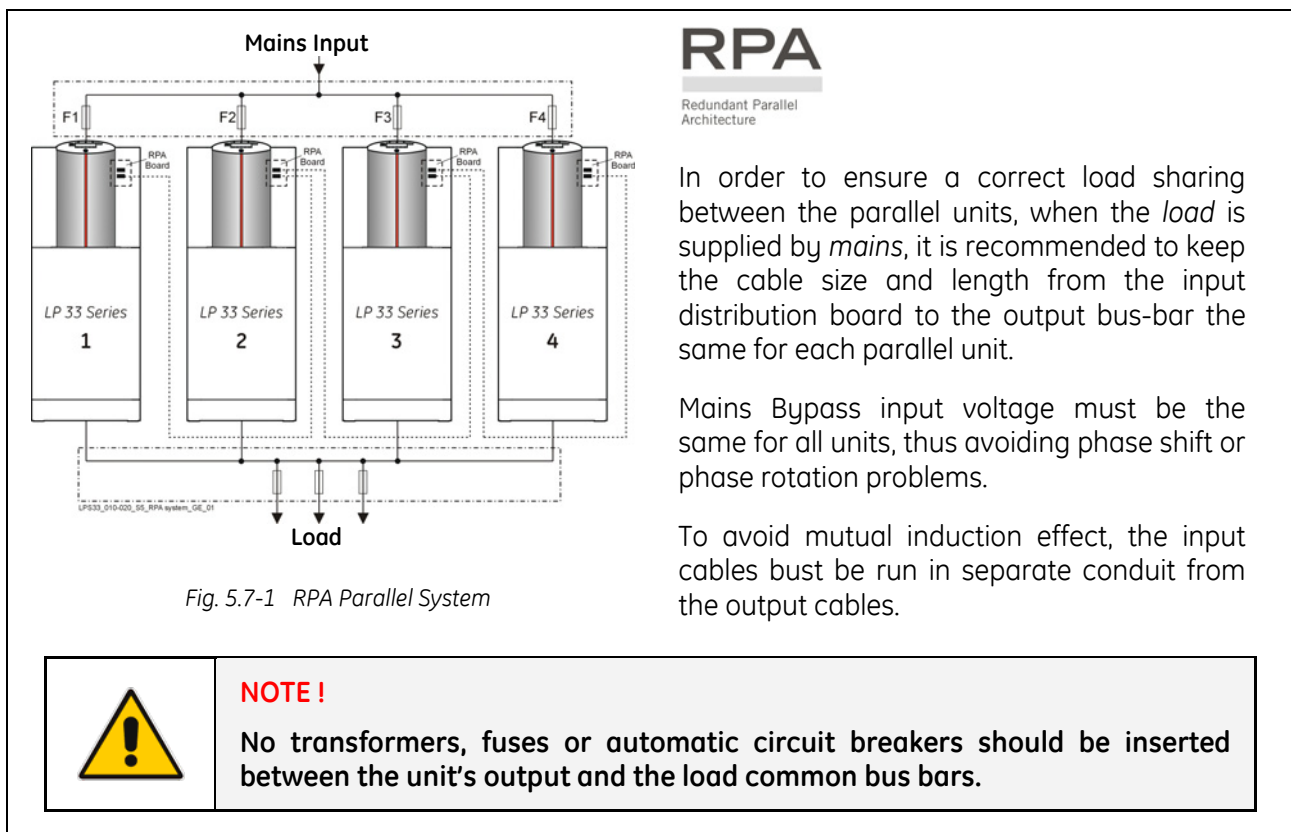 Mains Input
F1
F2
F3
F4
RPA
Board
RPA
Board
RPA
Board
RPA
Board
LP 33 Series
1
LP 33 Series
2
LP 33 Series
3
LP 33 Series
4
LPS33_010-020_S5_RPA system_GE_01
Load
Fig. 5.7-1 RPA Parallel System
RPA
Redundant Parallel
Architecture
In order to ensure a correct load sharing
between the parallel units, when the load is
supplied by mains, it is recommended to keep
the cable size and length from the input
distribution board to the output bus-bar the
same for each parallel unit.
Mains Bypass input voltage must be the
same for all units, thus avoiding phase shift or
phase rotation problems.
To avoid mutual induction effect, the input
cables bust be run in separate conduit from
the output cables.
NOTE !
No transformers, fuses or automatic circuit breakers should be inserted
between the unit's output and the load common bus bars.